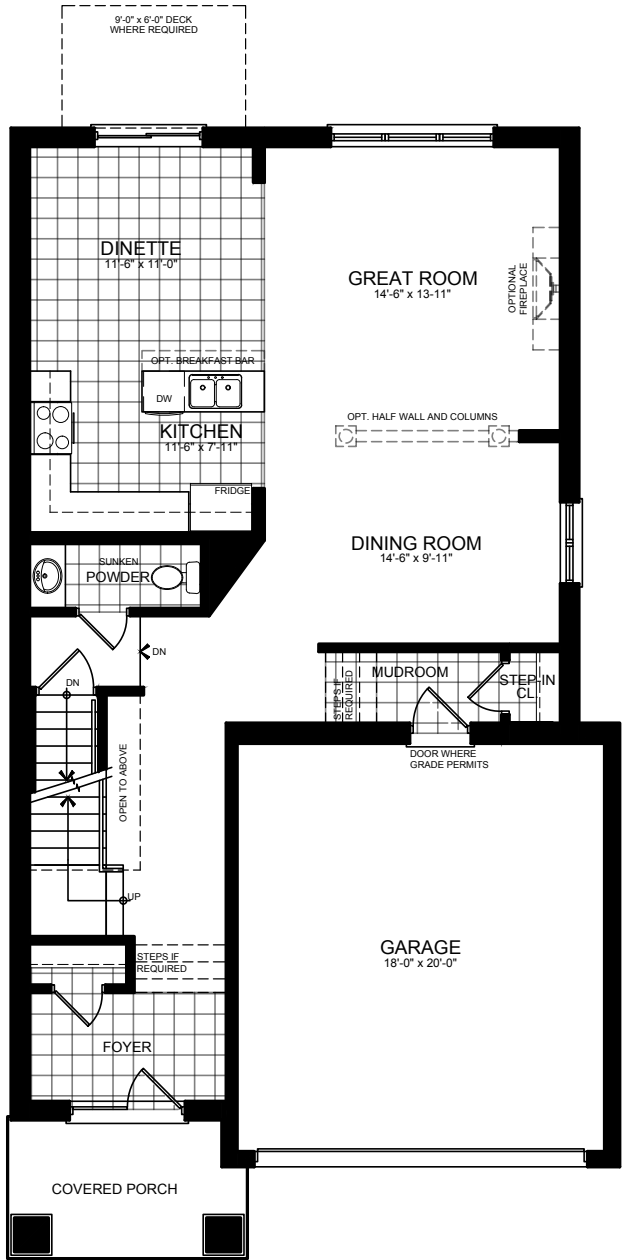 9'-0" x 6'-0" DECK
WHERE REQUIRED
DINETTE
11'-6" x 11'-0"
GREAT ROOM
14'-6" x 13-11"
OPTIONAL
FIREPLACE
OPT. BREAKFAST BAR
DW
KITCHEN
11'-6" x 7'-11"
OPT. HALF WALL AND COLUMNS
FRIDGE
DINING ROOM
14'-6" x 9'-11"
SUNKEN
POWDER
DN
DN
MUDROOM
STEPS IF
REQUIRED
STEP-IN
CL.
DOOR WHERE
GRADE PERMITS
OPEN TO ABOVE
UP
GARAGE
18'-0" x 20'-0"
STEPS IF
REQUIRED
FOYER
COVERED PORCH